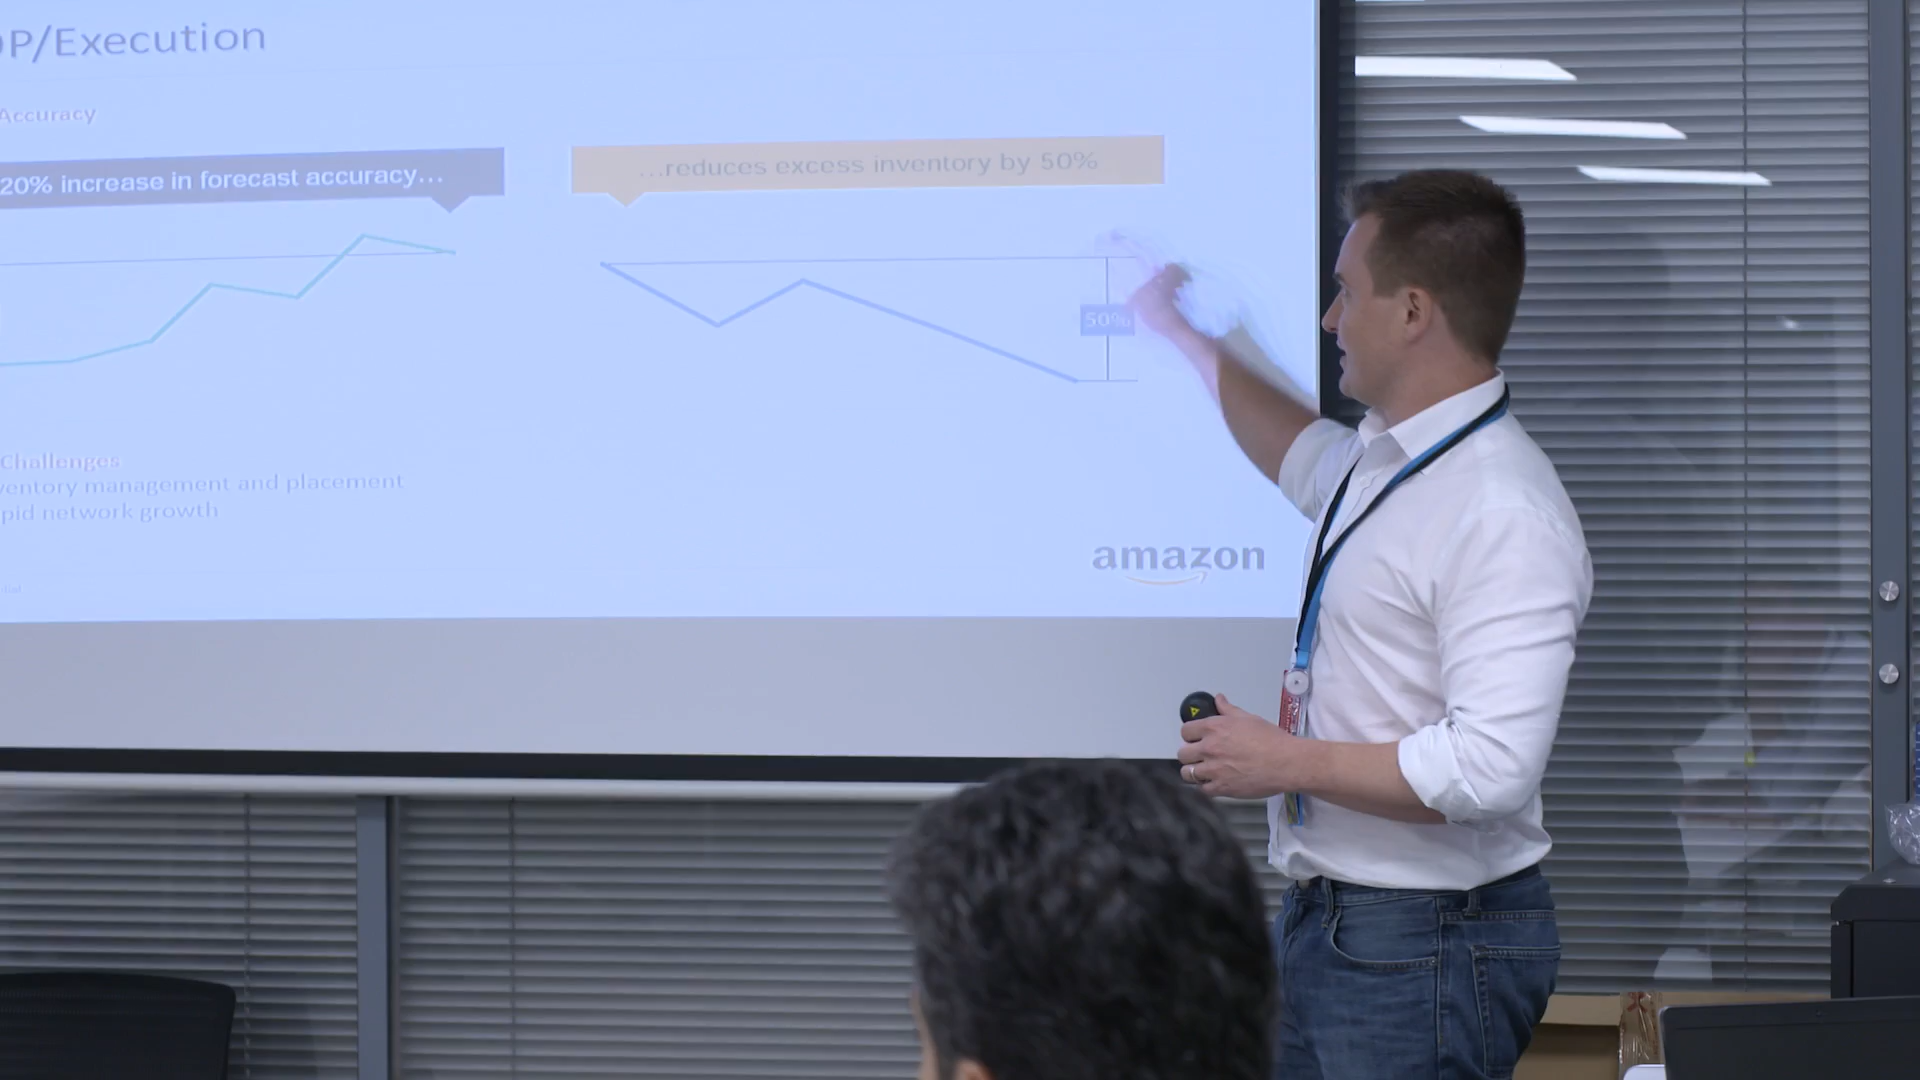 OP/Execution
Accuracy
20% increase in forecast accuracy...
...reduces excess inventory by 50%
50%
Challenges
ventory management and placement
pid network growth
amazon